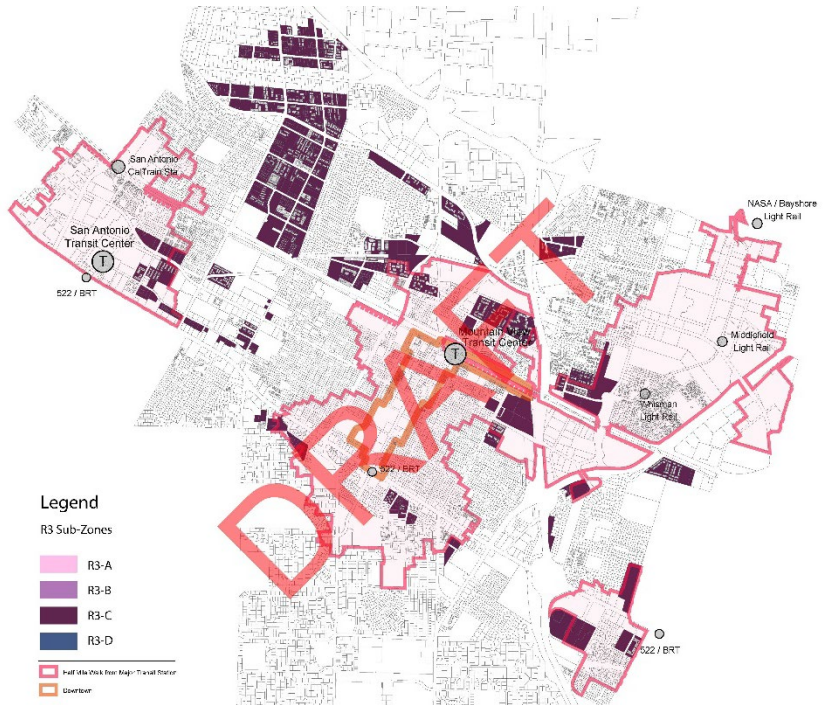 San Antonio
CalTrain Sta
San Antonio
Transit Center
T
522 / BRT
NASA / Bayshore
Light Rail
Middlefield
Light Rail
Mountain View
Transit Center
T
Whisman
Light Rail
522 / BRT
522 / BRT
DRAFT
Legend
R3 Sub-Zones
R3-A
R3-B
R3-C
R3-D
Half Mile Walk from Major Transit Station
Downtown